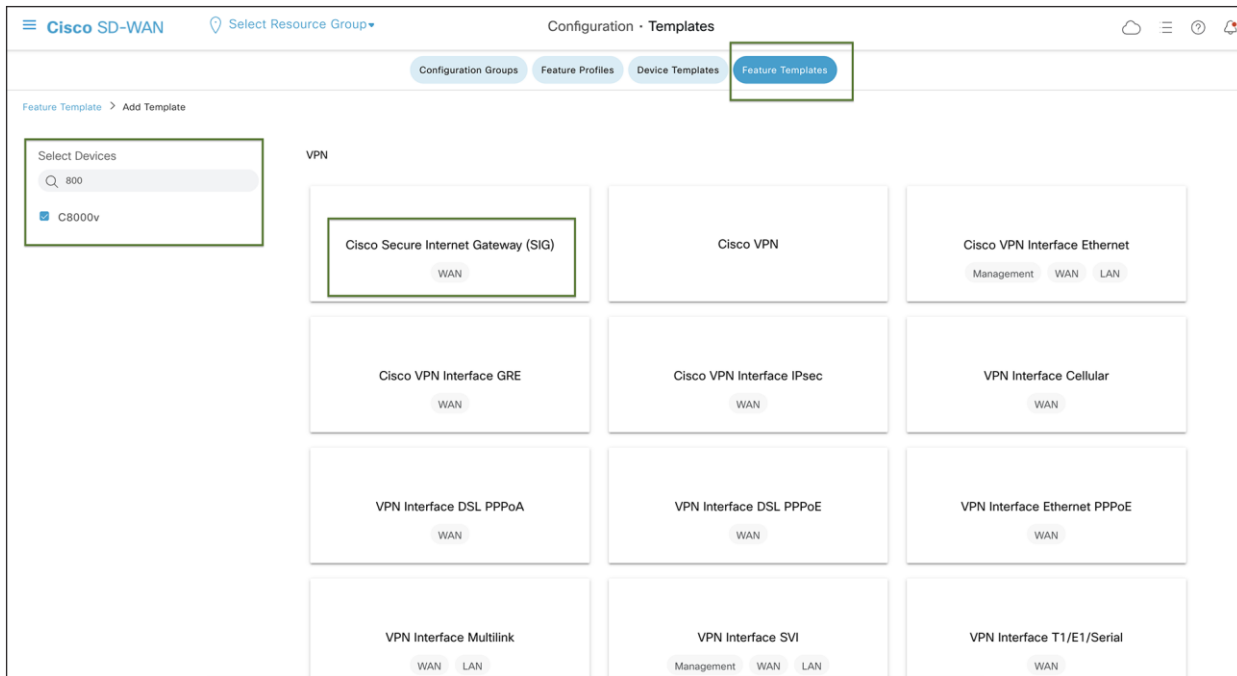 Cisco SD-WAN
Select Resource Group
Configuration · Templates
Configuration Groups
Feature Profiles
Device Templates
Feature Templates
Feature Template > Add Template
Select Devices
800
C8000v
VPN
Cisco Secure Internet Gateway (SIG)
WAN
Cisco VPN
Cisco VPN Interface Ethernet
Management WAN LAN
Cisco VPN Interface GRE
WAN
Cisco VPN Interface IPsec
WAN
VPN Interface Cellular
WAN
VPN Interface DSL PPPoA
WAN
VPN Interface DSL PPPoE
WAN
VPN Interface Ethernet PPPoE
WAN
VPN Interface Multilink
WAN LAN
VPN Interface SVI
Management WAN LAN
VPN Interface T1/E1/Serial
WAN